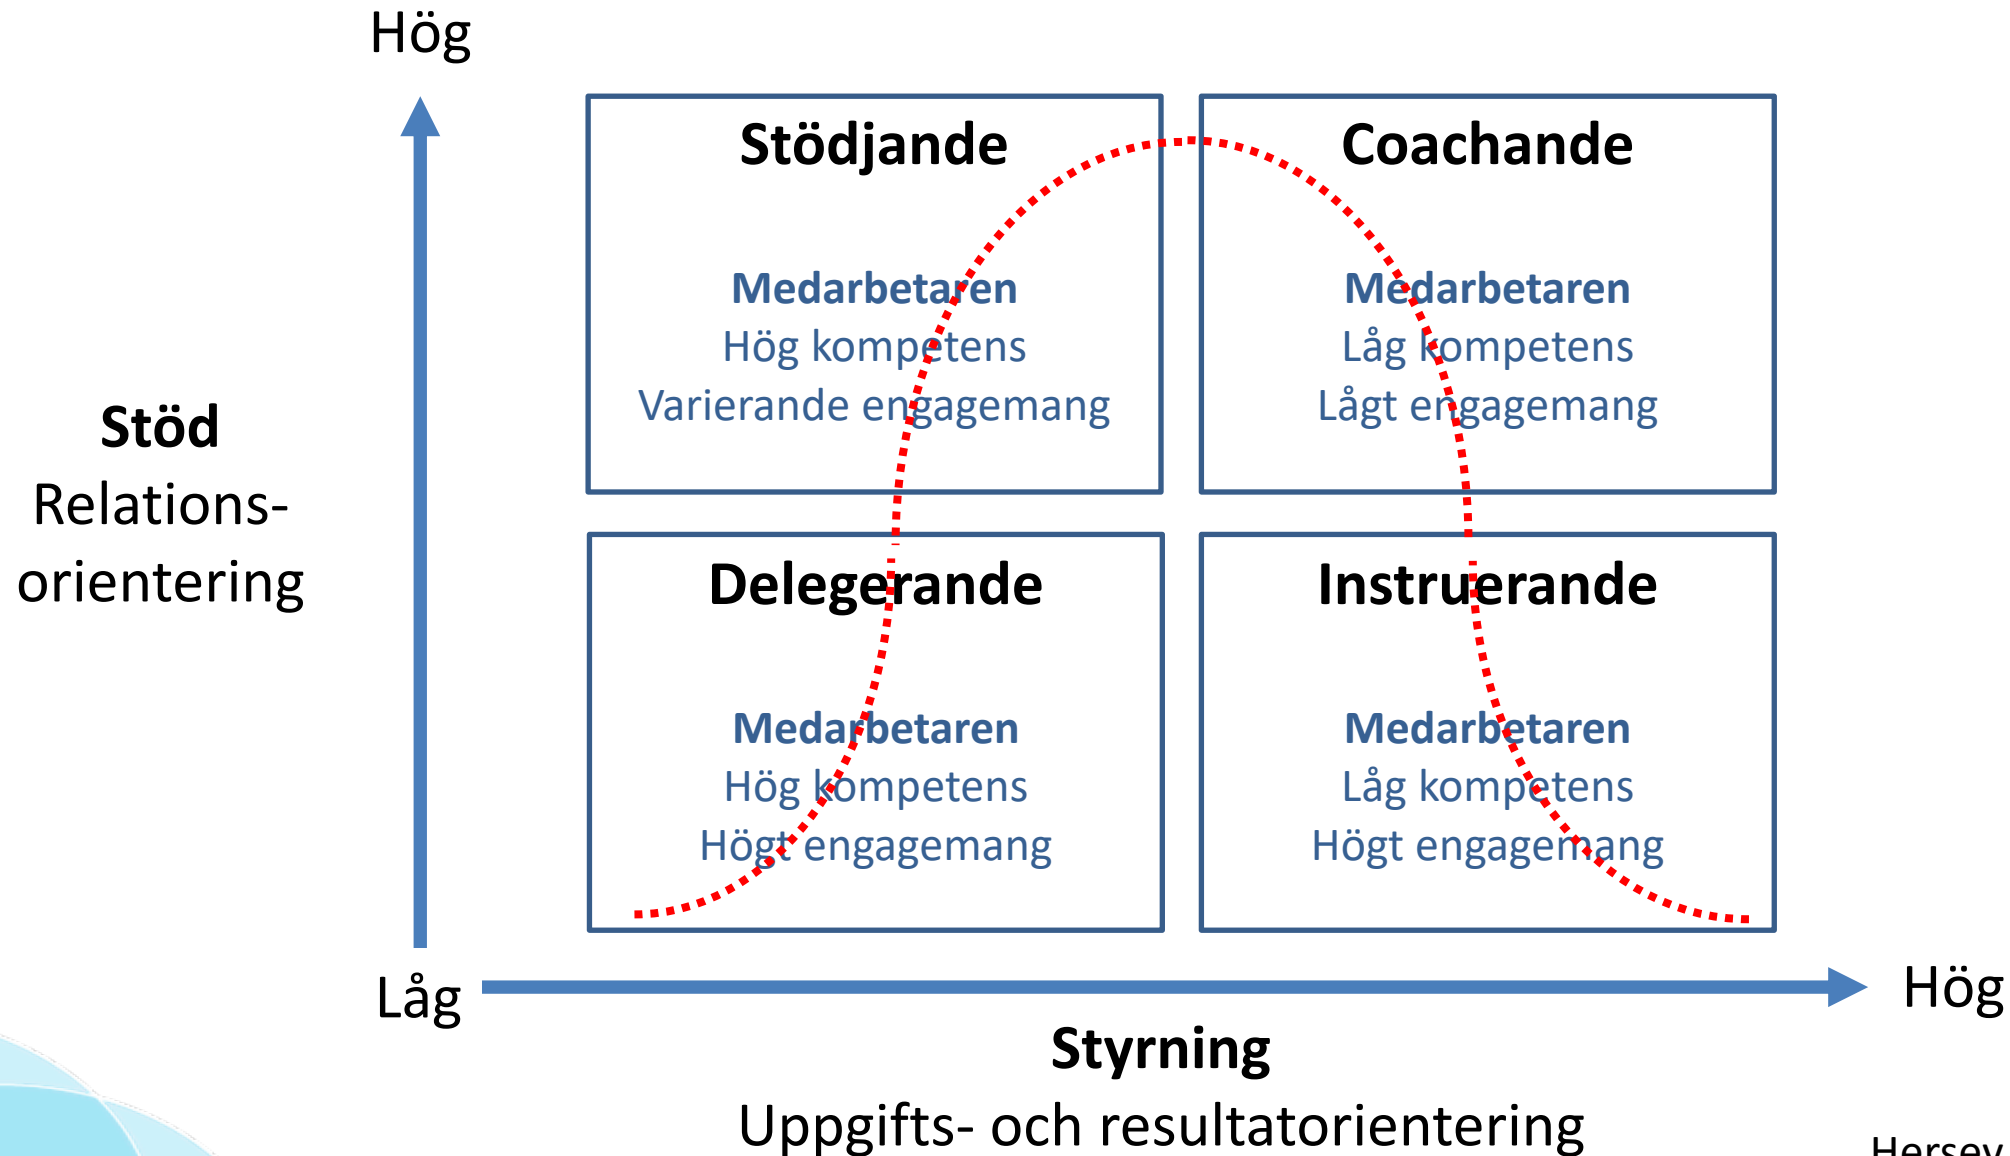 Hög
Stödjande
Medarbetaren
Hög kompetens
Varierande engagemang
Coachande
Medarbetaren
Låg kompetens
Lågt engagemang
Stöd
Relations-
orientering
Delegerande
Medarbetaren
Hög kompetens
Högt engagemang
Instruerande
Medarbetaren
Låg kompetens
Högt engagemang
Låg
Hög
Styrning
Uppgifts- och resultatorientering
Hersey